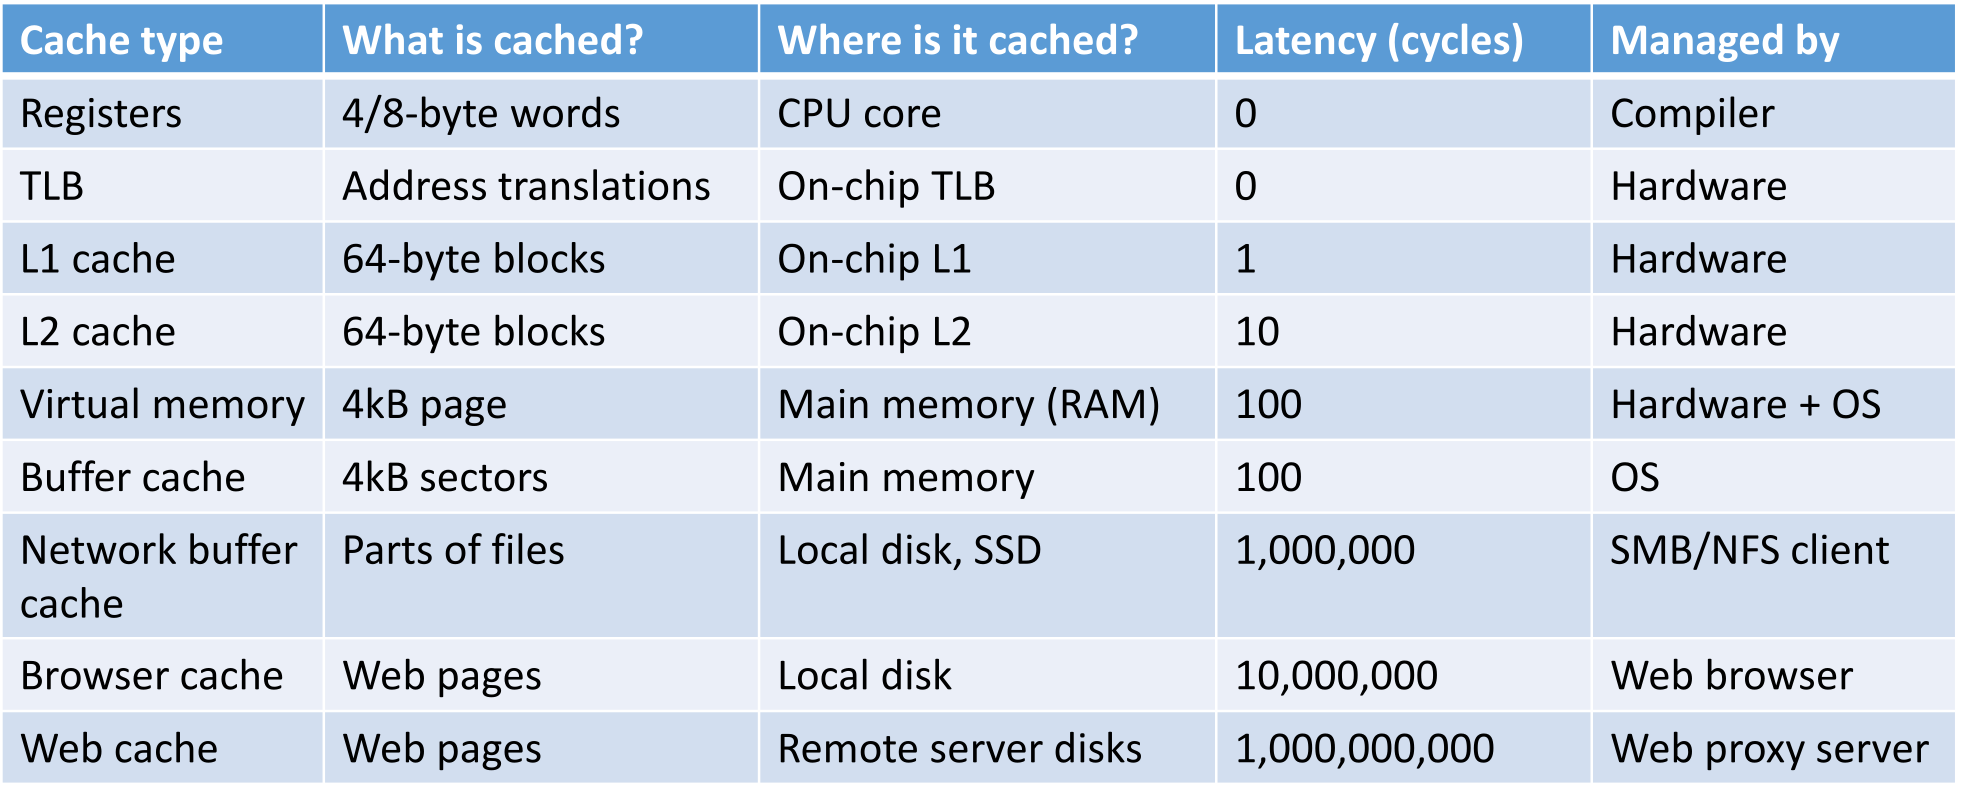 Cache type What is cached? Where is it cached? Latency (cycles) Managed by
Registers 4/8-byte words CPU core 0 Compiler
TLB Address translations On-chip TLB 0 Hardware
L1 cache 64-byte blocks On-chip L1 1 Hardware
L2 cache 64-byte blocks On-chip L2 10 Hardware
Virtual memory 4kB page Main memory (RAM) 100 Hardware + OS
Buffer cache 4kB sectors Main memory 100 OS
Network buffer Parts of files Local disk, SSD 1,000,000 SMB/NFS client
cache
Browser cache Web pages Local disk 10,000,000 Web browser
Web cache Web pages Remote server disks 1,000,000,000 Web proxy server